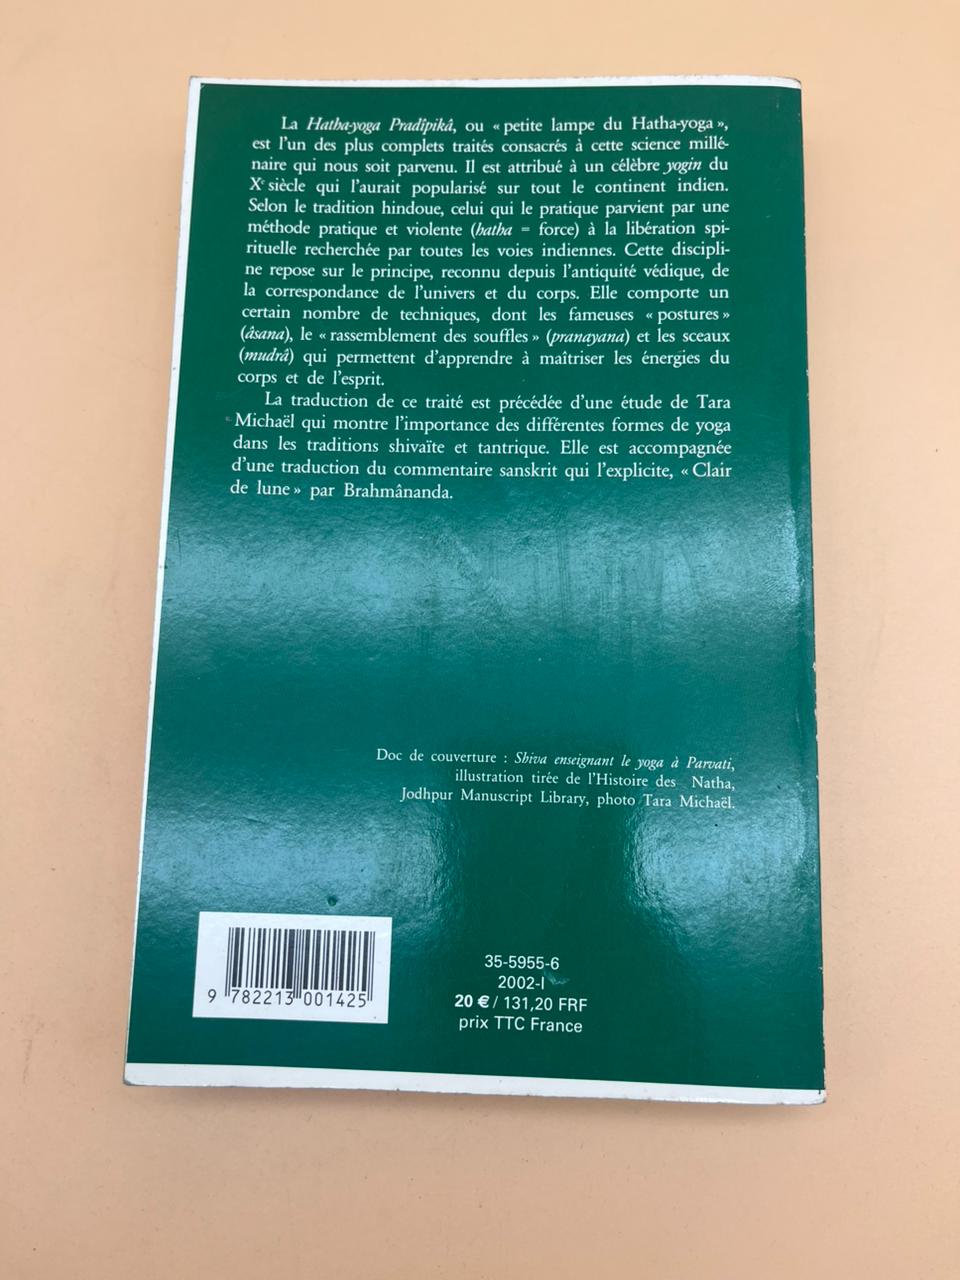 La Hatha-yoga Pradîpikâ, ou « petite lampe du Hatha-yoga »,
est l'un des plus complets traités consacrés à cette science millé-
naire qui nous soit parvenu. Il est attribué à un célèbre yogin du
Xe siècle qui l'aurait popularisé sur tout le continent indien.
Selon le tradition hindoue, celui qui le pratique parvient par une
méthode pratique et violente (hatha = force) à la libération spi-
rituelle recherchée par toutes les voies indiennes. Cette discipli-
ne repose sur le principe, reconnu depuis l'antiquité védique, de
la correspondance de l'univers et du corps. Elle comporte un
certain nombre de techniques, dont les fameuses « postures »
(âsana), le « rassemblement des souffles » (pranayana) et les sceaux
(mudrâ) qui permettent d'apprendre à maîtriser les énergies du
corps et de l'esprit.
La traduction de ce traité est précédée d'une étude de Tara
Michaël qui montre l'importance des différentes formes de yoga
dans les traditions shivaïte et tantrique. Elle est accompagnée
d'une traduction du commentaire sanskrit qui l'explicite, « Clair
de lune » par Brahmânanda.
Doc de couverture : Shiva enseignant le yoga à Parvati,
illustration tirée de l'Histoire des Natha,
Jodhpur Manuscript Library, photo Tara Michaël.
35-5955-6
2002-I
20 € / 131,20 FRF
prix TTC France
9 782213 001425